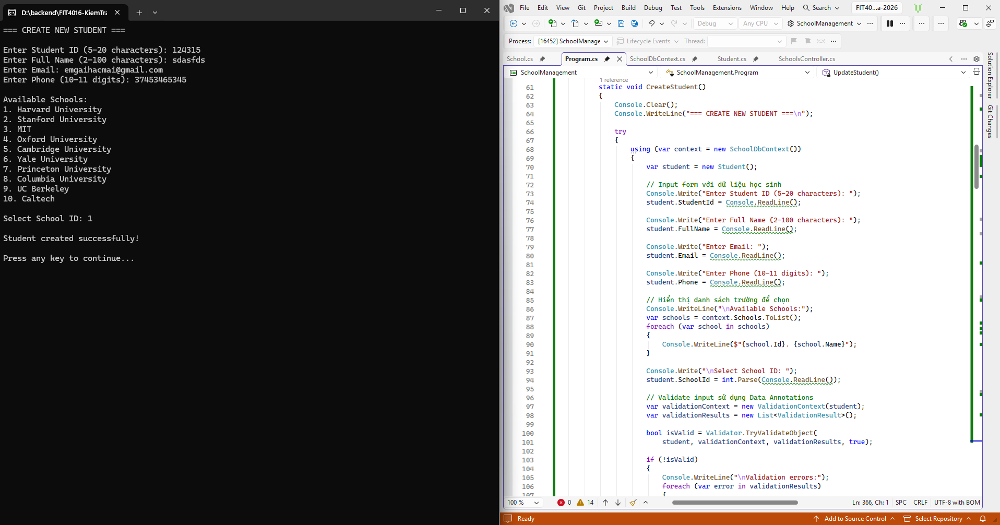 D:\backend\FIT4016-KiemTra
=== CREATE NEW STUDENT ===
Enter Student ID (5-20 characters): 124315
Enter Full Name (2-100 characters): sdasfds
Enter Email: emgaihacmai@gmail.com
Enter Phone (10-11 digits): 37453465345
Available Schools:
1. Harvard University
2. Stanford University
3. MIT
4. Oxford University
5. Cambridge University
6. Yale University
7. Princeton University
8. Columbia University
9. UC Berkeley
10. Caltech
Select School ID: 1
Student created successfully!
Press any key to continue...
File Edit View Git Project Build Debug Test Tools Extensions Window Help Search FIT40...a-2026
Debug Any CPU SchoolManagement
Process: [16452] SchoolManage Lifecycle Events Thread:
School.cs Program.cs SchoolDbContext.cs Student.cs SchoolsController.cs
SchoolManagement SchoolManagement.Program UpdateStudent()
1 reference
61 static void CreateStudent()
62 {
63 Console.Clear();
64 Console.WriteLine("=== CREATE NEW STUDENT ===\n");
65
66 try
67 {
68 using (var context = new SchoolDbContext())
69 {
70 var student = new Student();
71
72 // Input form với dữ liệu học sinh
73 Console.Write("Enter Student ID (5-20 characters): ");
74 student.StudentId = Console.ReadLine();
75
76 Console.Write("Enter Full Name (2-100 characters): ");
77 student.FullName = Console.ReadLine();
78
79 Console.Write("Enter Email: ");
80 student.Email = Console.ReadLine();
81
82 Console.Write("Enter Phone (10-11 digits): ");
83 student.Phone = Console.ReadLine();
84
85 // Hiển thị danh sách trường để chọn
86 Console.WriteLine("\nAvailable Schools:");
87 var schools = context.Schools.ToList();
88 foreach (var school in schools)
89 {
90 Console.WriteLine($"{school.Id}. {school.Name}");
91 }
92
93 Console.Write("\nSelect School ID: ");
94 student.SchoolId = int.Parse(Console.ReadLine());
95
96 // Validate input sử dụng Data Annotations
97 var validationContext = new ValidationContext(student);
98 var validationResults = new List<ValidationResult>();
99
100 bool isValid = Validator.TryValidateObject(
101 student, validationContext, validationResults, true);
102
103 if (!isValid)
104 {
105 Console.WriteLine("\nValidation errors:");
106 foreach (var error in validationResults)
107 {
Solution Explorer
Git Changes
100 % 0 14 Ln: 366, Ch: 1 SPC CRLF UTF-8 with BOM
Ready Add to Source Control Select Repository